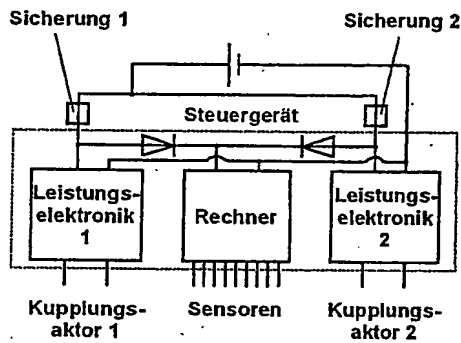 Sicherung 1
Sicherung 2
Steuergerät
Leistungs-
elektronik
1
Rechner
Leistungs-
elektronik
2
Kupplungs-
aktor 1
Sensoren
Kupplungs-
aktor 2